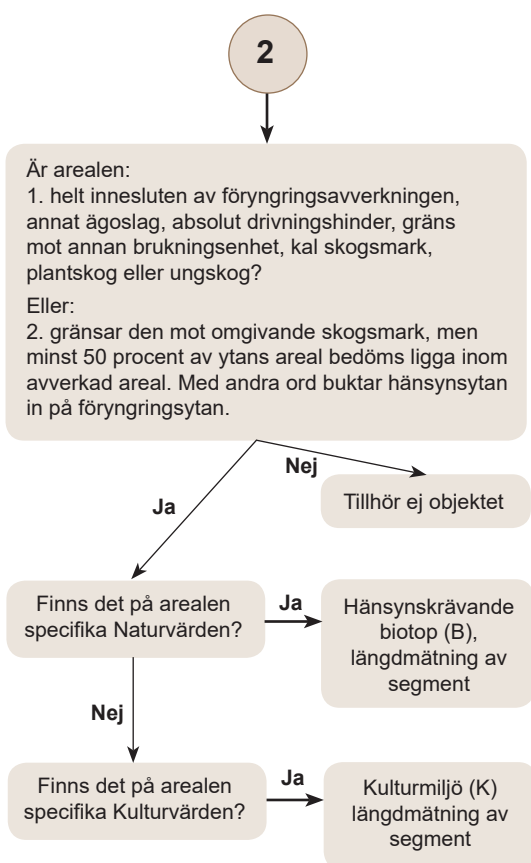 2
Är arealen:
1. helt innesluten av föryngringsavverkningen,
annat ägoslag, absolut drivningshinder, gräns
mot annan brukningsenhet, kal skogsmark,
plantskog eller ungskog?
Eller:
2. gränsar den mot omgivande skogsmark, men
minst 50 procent av ytans areal bedöms ligga inom
avverkad areal. Med andra ord buktar hänsynsytan
in på föryngringsytan.
Nej
Tillhör ej objektet
Ja
Finns det på arealen
specifika Naturvärden?
Ja
Hänsynskrävande
biotop (B),
längdmätning av
segment
Nej
Finns det på arealen
specifika Kulturvärden?
Ja
Kulturmiljö (K)
längdmätning av
segment